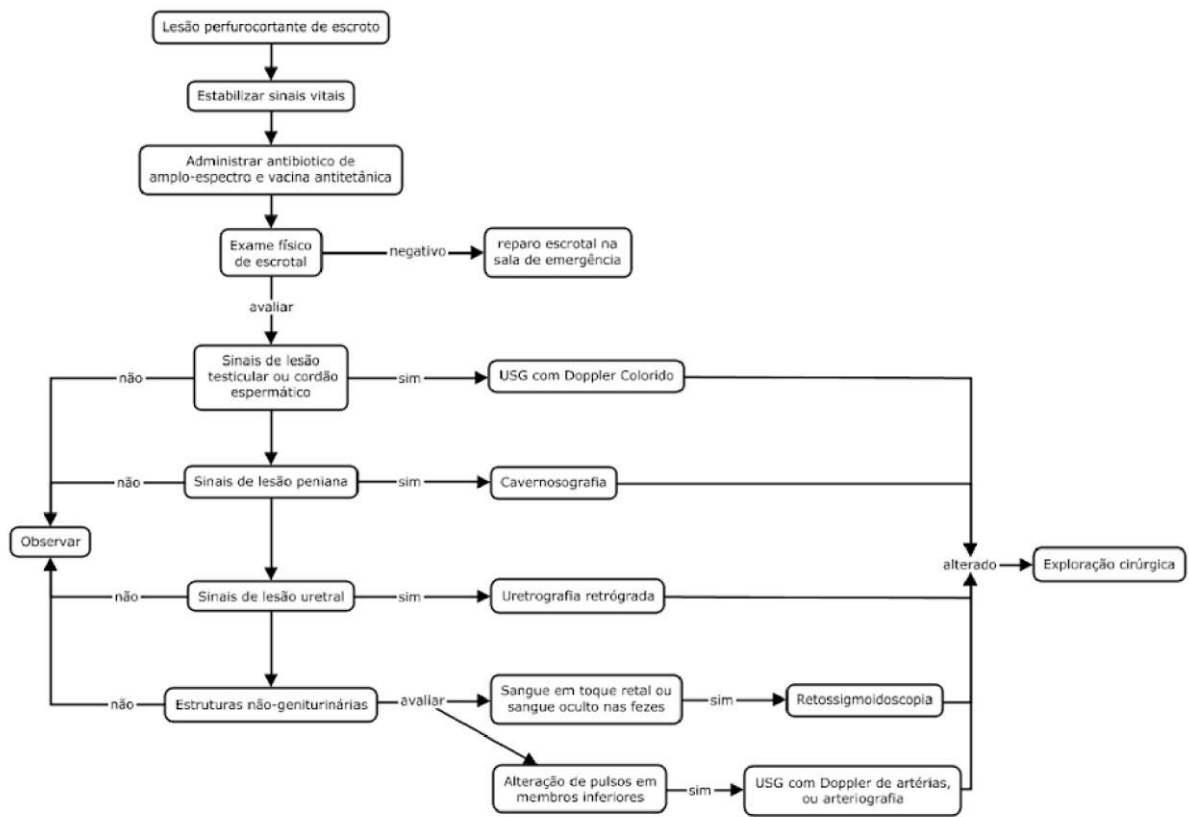 Lesão perfurocortante de escroto
Estabilizar sinais vitais
Administrar antibiotico de
amplo-espectro e vacina antitetânica
Exame físico
de escrotal
negativo
reparo escrotal na
sala de emergência
avaliar
Sinais de lesão
testicular ou cordão
espermático
não
sim
USG com Doppler Colorido
Sinais de lesão peniana
não
sim
Cavernosografia
Observar
alterado
Exploração cirúrgica
Sinais de lesão uretral
não
sim
Uretrografia retrógrada
Estruturas não-geniturinárias
não
avaliar
Sangue em toque retal ou
sangue oculto nas fezes
sim
Retossigmoidoscopia
Alteração de pulsos em
membros inferiores
sim
USG com Doppler de artérias,
ou arteriografia